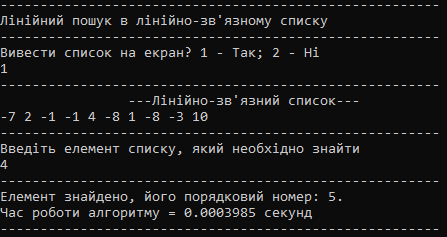 Лінійний пошук в лінійно-зв'язному списку
Вивести список на екран? 1 - Так; 2 - Ні
1
---Лінійно-зв'язний список---
-7 2 -1 -1 4 -8 1 -8 -3 10
Введіть елемент списку, який необхідно знайти
4
Елемент знайдено, його порядковий номер: 5.
Час роботи алгоритму = 0.0003985 секунд